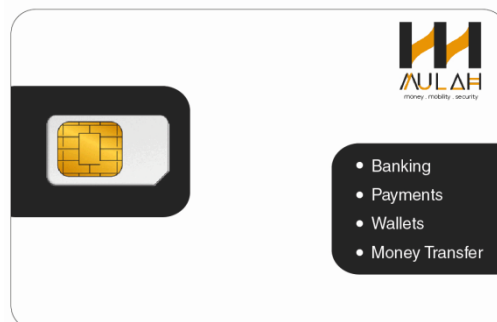 MULAH
money . mobility . security
Banking
Payments
Wallets
Money Transfer